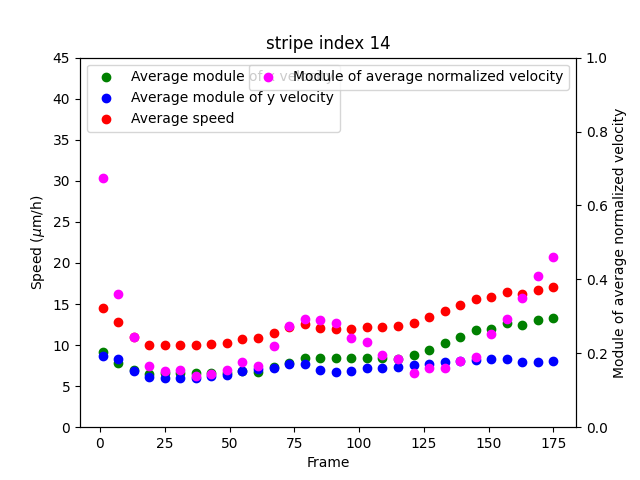 stripe index 14
Average module of x velocity
Average module of y velocity
Average speed
Module of average normalized velocity
Speed (μm/h)
45
40
35
30
25
20
15
10
5
0
1.0
0.8
0.6
0.4
0.2
0.0
Module of average normalized velocity
0 25 50 75 100 125 150 175
Frame